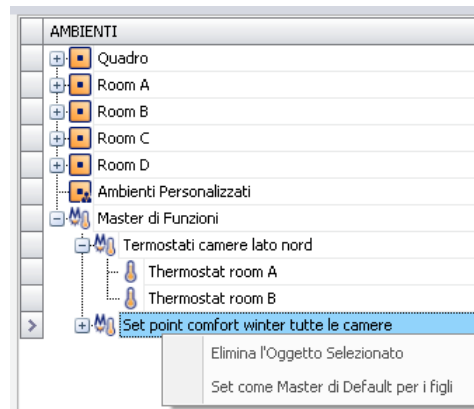 AMBIENTI
Quadro
Room A
Room B
Room C
Room D
Ambienti Personalizzati
Master di Funzioni
Termostati camere lato nord
Thermostat room A
Thermostat room B
Set point comfort winter tutte le camere
Elimina l'Oggetto Selezionato
Set come Master di Default per i figli